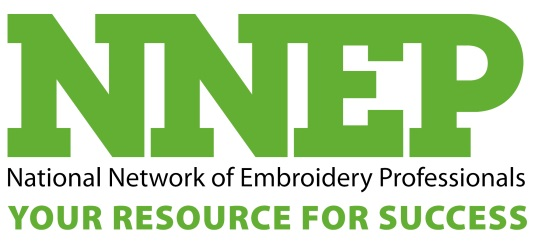 NNEP
National Network of Embroidery Professionals
YOUR RESOURCE FOR SUCCESS